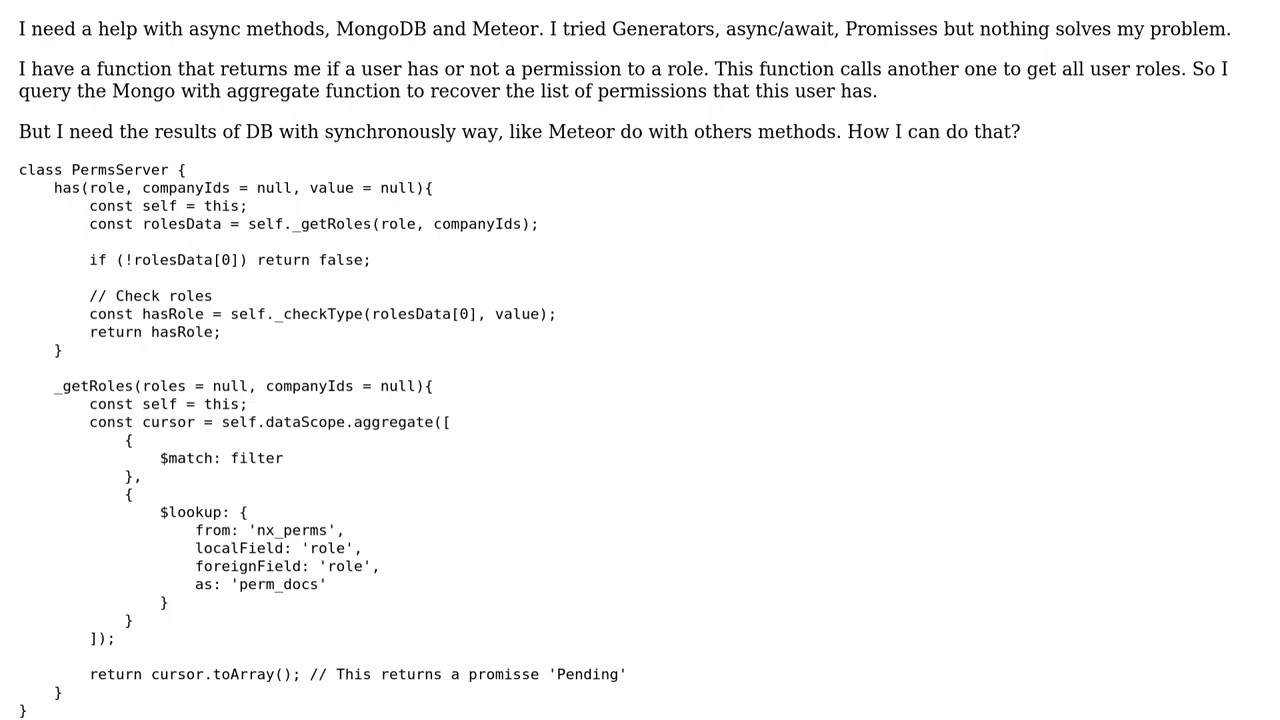 I need a help with async methods, MongoDB and Meteor. I tried Generators, async/await, Promisses but nothing solves my problem.
I have a function that returns me if a user has or not a permission to a role. This function calls another one to get all user roles. So I
query the Mongo with aggregate function to recover the list of permissions that this user has.
But I need the results of DB with synchronously way, like Meteor do with others methods. How I can do that?
class PermsServer {
    has(role, companyIds = null, value = null){
        const self = this;
        const rolesData = self._getRoles(role, companyIds);

        if (!rolesData[0]) return false;

        // Check roles
        const hasRole = self._checkType(rolesData[0], value);
        return hasRole;
    }

    _getRoles(roles = null, companyIds = null){
        const self = this;
        const cursor = self.dataScope.aggregate([
            {
                $match: filter
            },
            {
                $lookup: {
                    from: 'nx_perms',
                    localField: 'role',
                    foreignField: 'role',
                    as: 'perm_docs'
                }
            }
        ]);

        return cursor.toArray(); // This returns a promisse 'Pending'
    }
}